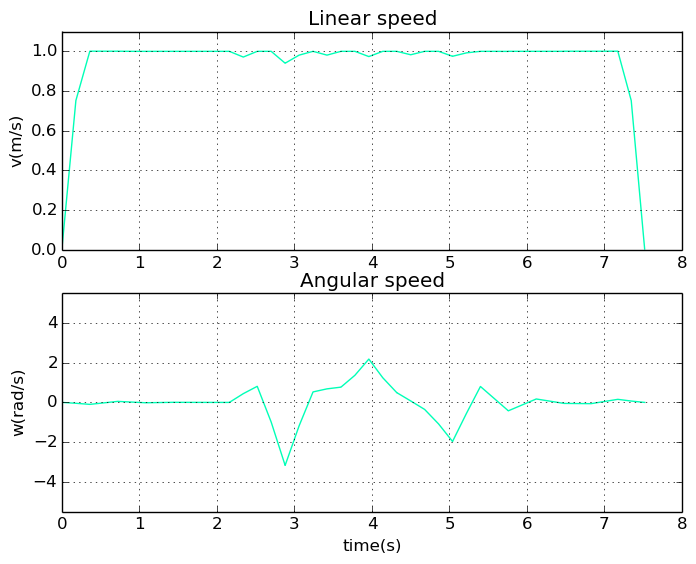 Linear speed
v(m/s)
1.0
0.8
0.6
0.4
0.2
0.0
0 1 2 3 4 5 6 7 8
Angular speed
w(rad/s)
4
2
0
−2
−4
0 1 2 3 4 5 6 7 8
time(s)